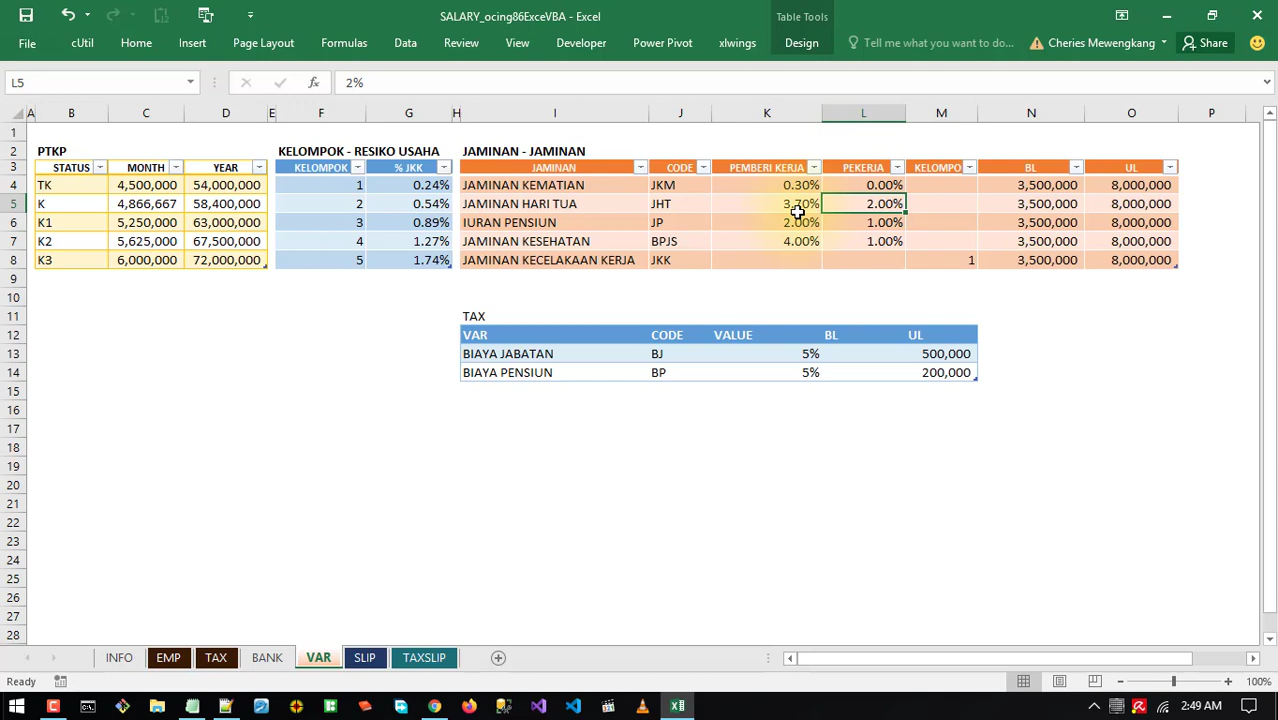 SALARY_ocing86ExceVBA - Excel
Table Tools
File cUtil Home Insert Page Layout Formulas Data Review View Developer Power Pivot xlwings Design Tell me what you want to do... Cheries Mewengkang Share
L5 fx 2%
A B C D E F G H I J K L M N O P
1
2 PTKP KELOMPOK - RESIKO USAHA JAMINAN - JAMINAN
3 STATUS MONTH YEAR KELOMPOK % JKK JAMINAN CODE PEMBERI KERJA PEKERJA KELOMPO BL UL
4 TK 4,500,000 54,000,000 1 0.24% JAMINAN KEMATIAN JKM 0.30% 0.00% 3,500,000 8,000,000
5 K 4,866,667 58,400,000 2 0.54% JAMINAN HARI TUA JHT 3.70% 2.00% 3,500,000 8,000,000
6 K1 5,250,000 63,000,000 3 0.89% IURAN PENSIUN JP 2.00% 1.00% 3,500,000 8,000,000
7 K2 5,625,000 67,500,000 4 1.27% JAMINAN KESEHATAN BPJS 4.00% 1.00% 3,500,000 8,000,000
8 K3 6,000,000 72,000,000 5 1.74% JAMINAN KECELAKAAN KERJA JKK 1 3,500,000 8,000,000
9
10
11 TAX
12 VAR CODE VALUE BL UL
13 BIAYA JABATAN BJ 5% 500,000
14 BIAYA PENSIUN BP 5% 200,000
15
16
17
18
19
20
21
22
23
24
25
26
27
28
INFO EMP TAX BANK VAR SLIP TAXSLIP
Ready 100%
2:49 AM